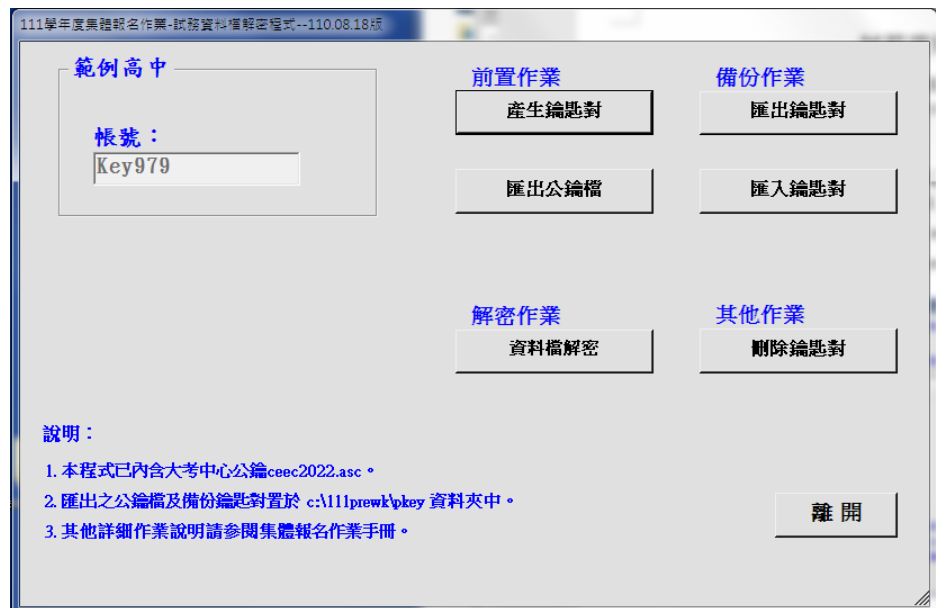 111學年度集體報名作業-試務資料檔解密程式--110.08.18版
範例高中
帳號：
Key979
前置作業
產生鑰匙對
匯出公鑰檔
備份作業
匯出鑰匙對
匯入鑰匙對
解密作業
資料檔解密
其他作業
刪除鑰匙對
說明：
1. 本程式已內含大考中心公鑰ceec2022.asc。
2. 匯出之公鑰檔及備份鑰匙對置於 c:\111prewk\pkey 資料夾中。
3. 其他詳細作業說明請參閱集體報名作業手冊。
離開